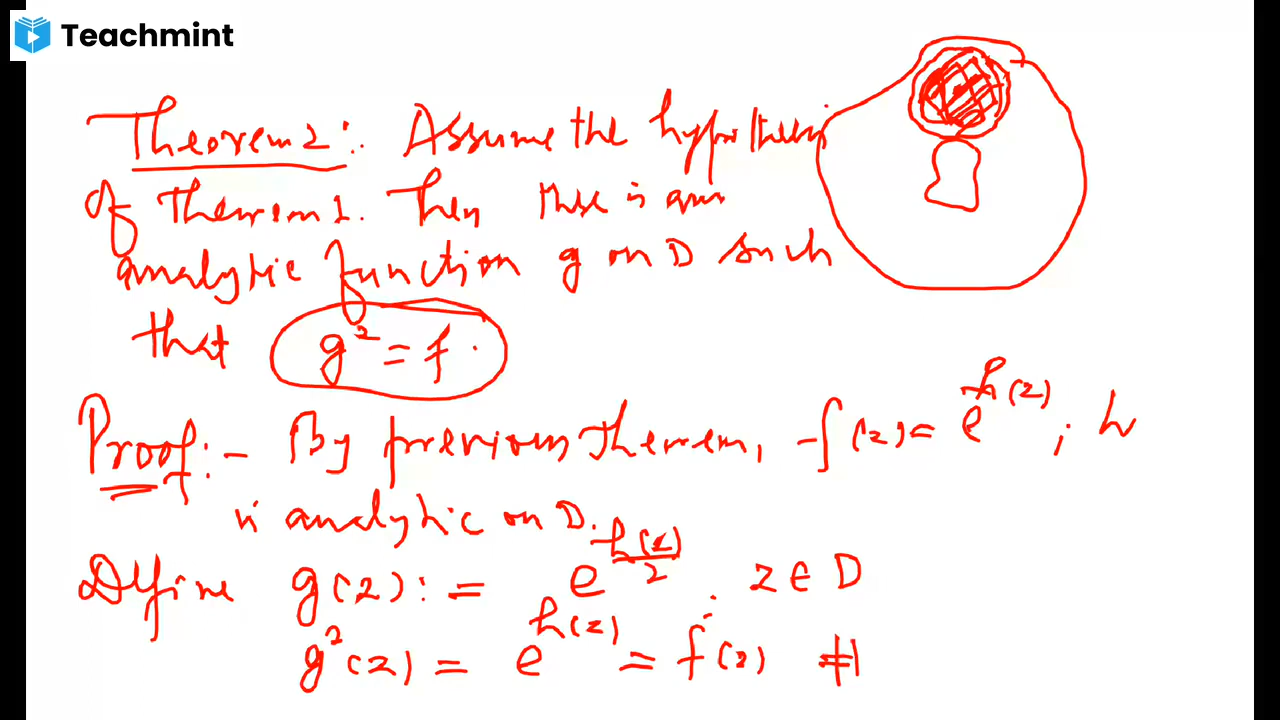 Teachmint
Theorem 2:. Assume the hypothesis
of Theorem 1. Then there is an
analytic function g on D such
that g² = f.
Proof:- By previous Theorem, f(z) = e^{h(z)}; h
is analytic on D.
Define g(z) := e^{h(z)/2} . z ∈ D
g²(z) = e^{h(z)} = f(z) #